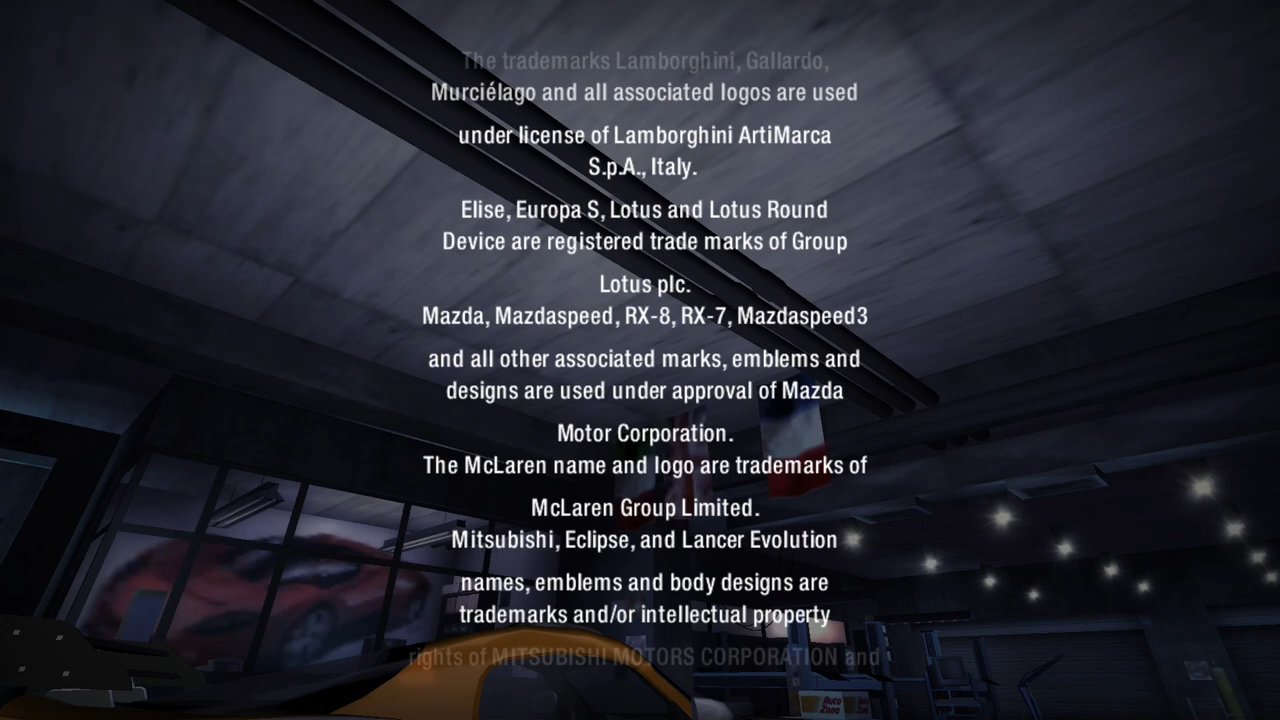 The trademarks Lamborghini, Gallardo,
Murciélago and all associated logos are used
under license of Lamborghini ArtiMarca
S.p.A., Italy.
Elise, Europa S, Lotus and Lotus Round
Device are registered trade marks of Group
Lotus plc.
Mazda, Mazdaspeed, RX-8, RX-7, Mazdaspeed3
and all other associated marks, emblems and
designs are used under approval of Mazda
Motor Corporation.
The McLaren name and logo are trademarks of
McLaren Group Limited.
Mitsubishi, Eclipse, and Lancer Evolution
names, emblems and body designs are
trademarks and/or intellectual property
rights of MITSUBISHI MOTORS CORPORATION and
Auto
Zone
Auto
Zone